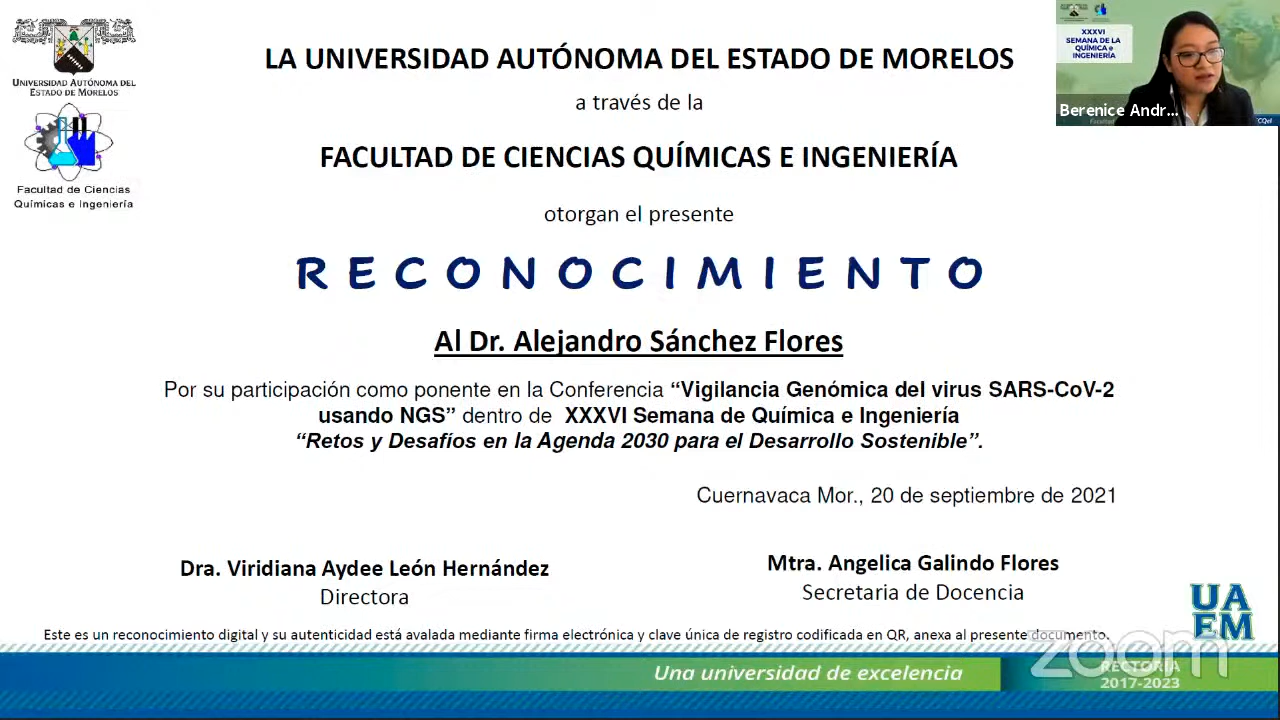 UNIVERSIDAD AUTÓNOMA DEL
ESTADO DE MORELOS
Facultad de Ciencias
Químicas e Ingeniería
LA UNIVERSIDAD AUTÓNOMA DEL ESTADO DE MORELOS
a través de la
FACULTAD DE CIENCIAS QUÍMICAS E INGENIERÍA
otorgan el presente
RECONOCIMIENTO
Al Dr. Alejandro Sánchez Flores
Por su participación como ponente en la Conferencia “Vigilancia Genómica del virus SARS-CoV-2
usando NGS” dentro de XXXVI Semana de Química e Ingeniería
“Retos y Desafíos en la Agenda 2030 para el Desarrollo Sostenible”.
Cuernavaca Mor., 20 de septiembre de 2021
Dra. Viridiana Aydee León Hernández
Directora
Mtra. Angelica Galindo Flores
Secretaria de Docencia
Este es un reconocimiento digital y su autenticidad está avalada mediante firma electrónica y clave única de registro codificada en QR, anexa al presente documento.
UA
EM
Una universidad de excelencia
RECTORÍA
2017-2023
zoom
XXXVI
SEMANA DE LA
QUÍMICA e
INGENIERÍA
Berenice Andr...